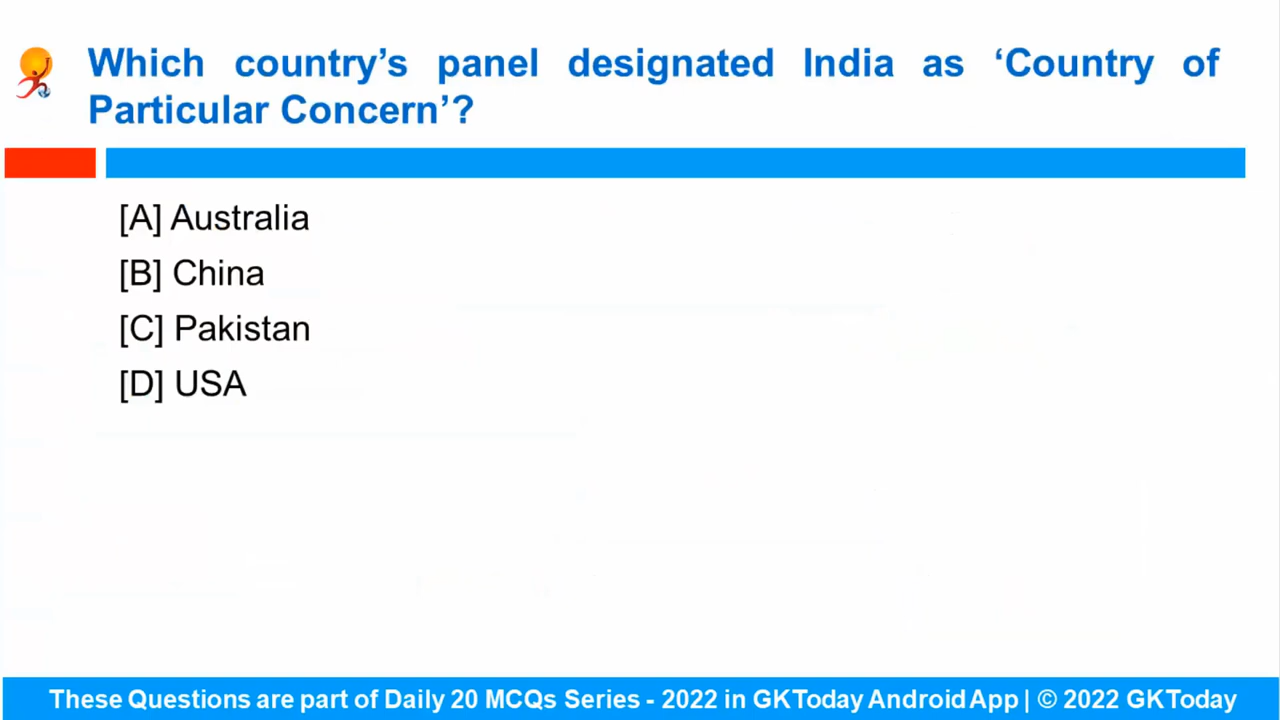 Which country’s panel designated India as ‘Country of
Particular Concern’?
[A] Australia
[B] China
[C] Pakistan
[D] USA
These Questions are part of Daily 20 MCQs Series - 2022 in GKToday Android App | © 2022 GKToday